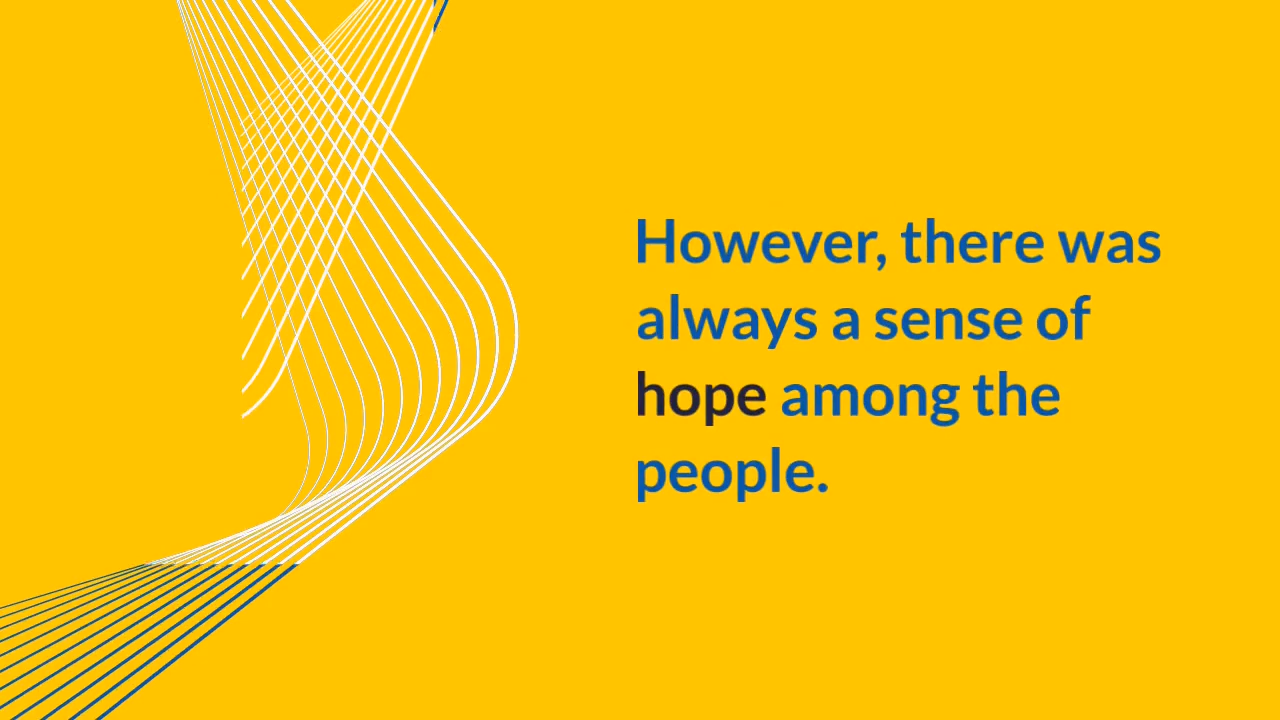 However, there was
always a sense of
hope among the
people.